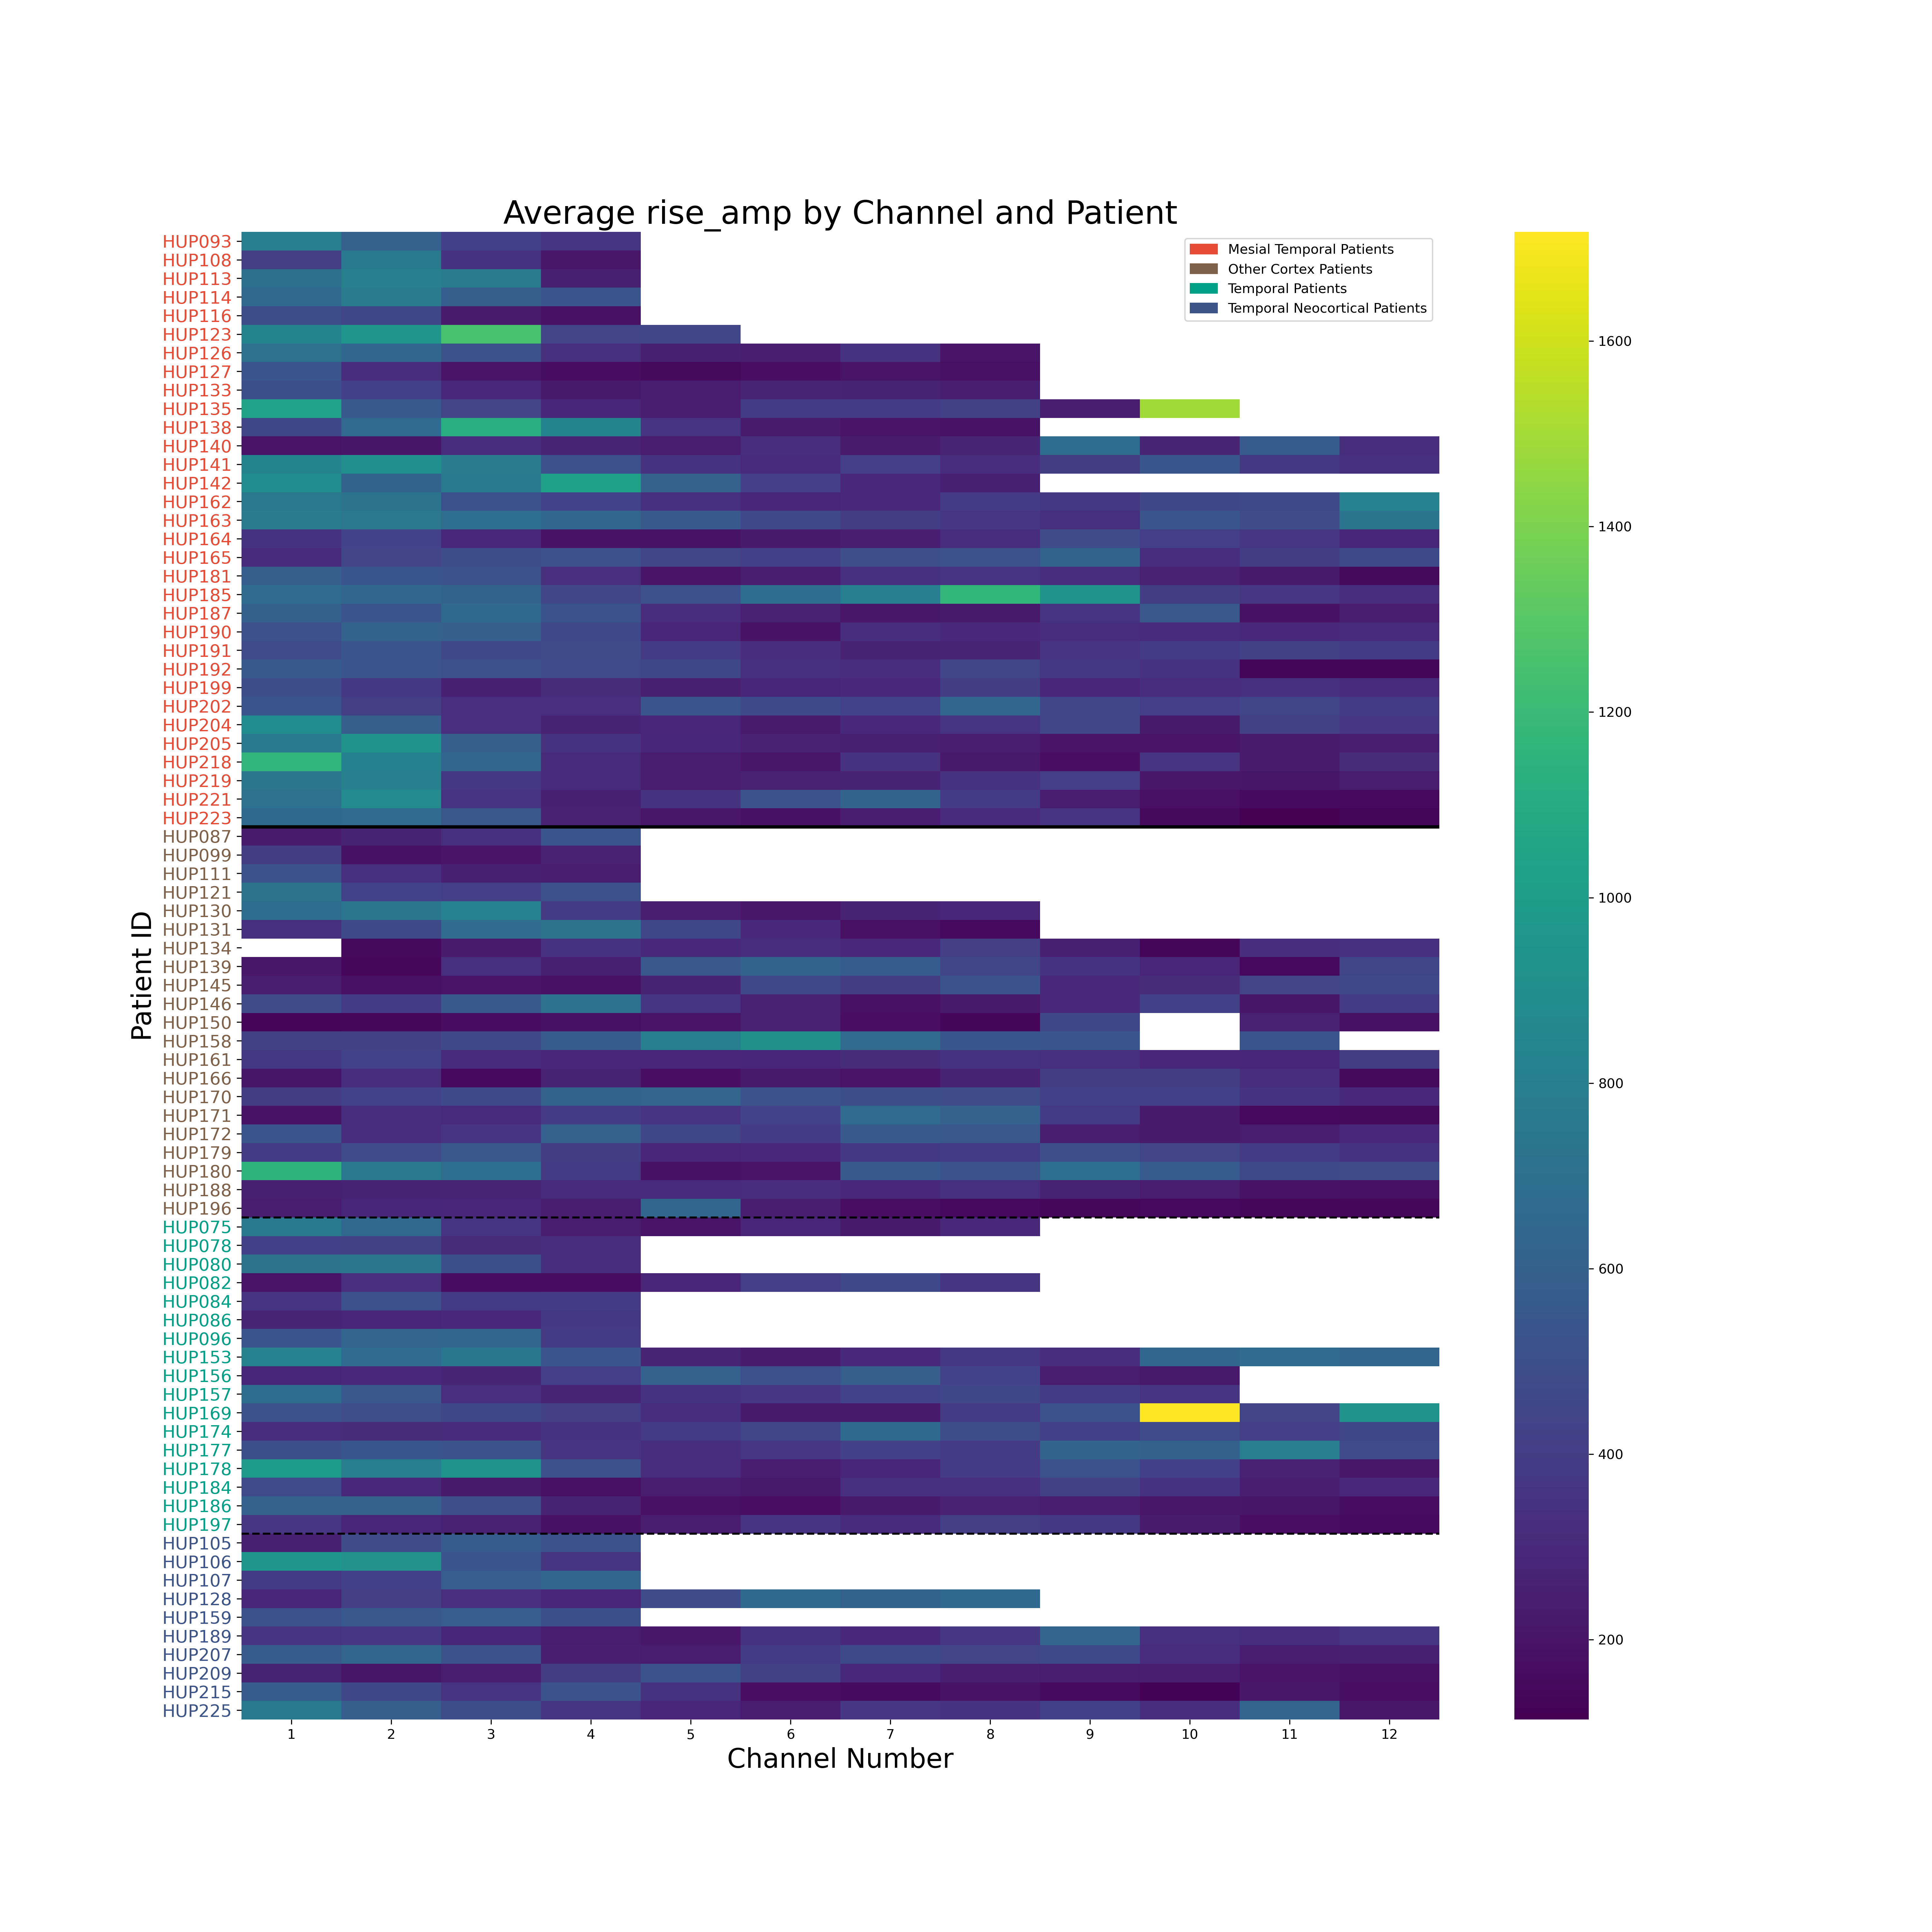 Average rise_amp by Channel and Patient
Mesial Temporal Patients
Other Cortex Patients
Temporal Patients
Temporal Neocortical Patients
Patient ID
HUP093
HUP108
HUP113
HUP114
HUP116
HUP123
HUP126
HUP127
HUP133
HUP135
HUP138
HUP140
HUP141
HUP142
HUP162
HUP163
HUP164
HUP165
HUP181
HUP185
HUP187
HUP190
HUP191
HUP192
HUP199
HUP202
HUP204
HUP205
HUP218
HUP219
HUP221
HUP223
HUP087
HUP099
HUP111
HUP121
HUP130
HUP131
HUP134
HUP139
HUP145
HUP146
HUP150
HUP158
HUP161
HUP166
HUP170
HUP171
HUP172
HUP179
HUP180
HUP188
HUP196
HUP075
HUP078
HUP080
HUP082
HUP084
HUP086
HUP096
HUP153
HUP156
HUP157
HUP169
HUP174
HUP177
HUP178
HUP184
HUP186
HUP197
HUP105
HUP106
HUP107
HUP128
HUP159
HUP189
HUP207
HUP209
HUP215
HUP225
1 2 3 4 5 6 7 8 9 10 11 12
Channel Number
1600
1400
1200
1000
800
600
400
200